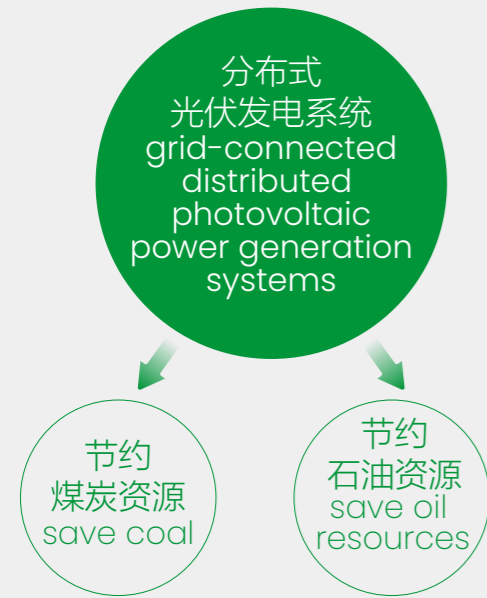 分布式
光伏发电系统
grid-connected
distributed
photovoltaic
power generation
systems
节约
煤炭资源
save coal
节约
石油资源
save oil
resources